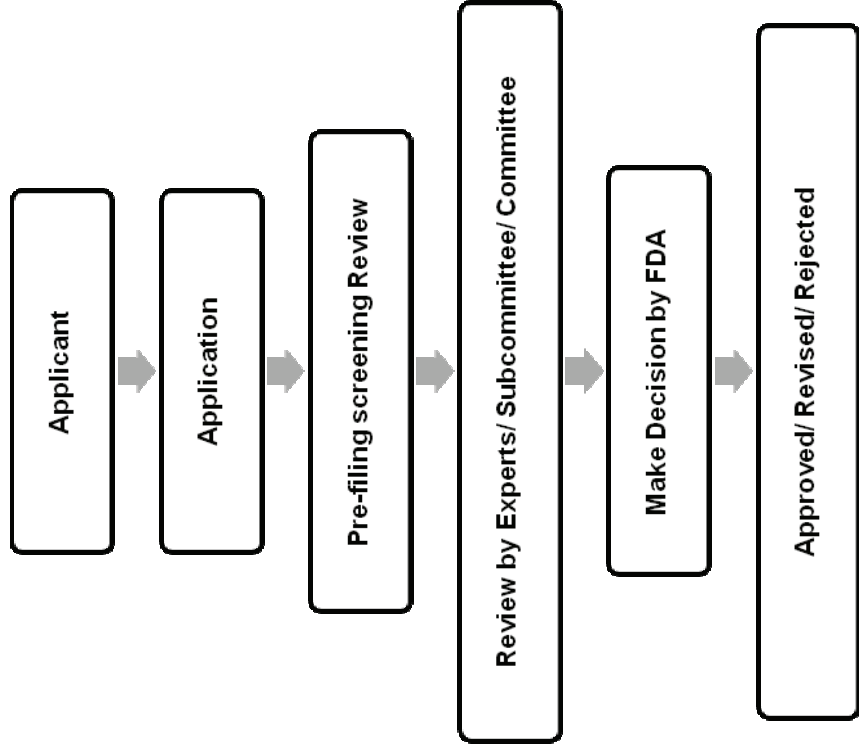 Applicant
Application
Pre-filing screening Review
Review by Experts/ Subcommittee/ Committee
Make Decision by FDA
Approved/ Revised/ Rejected